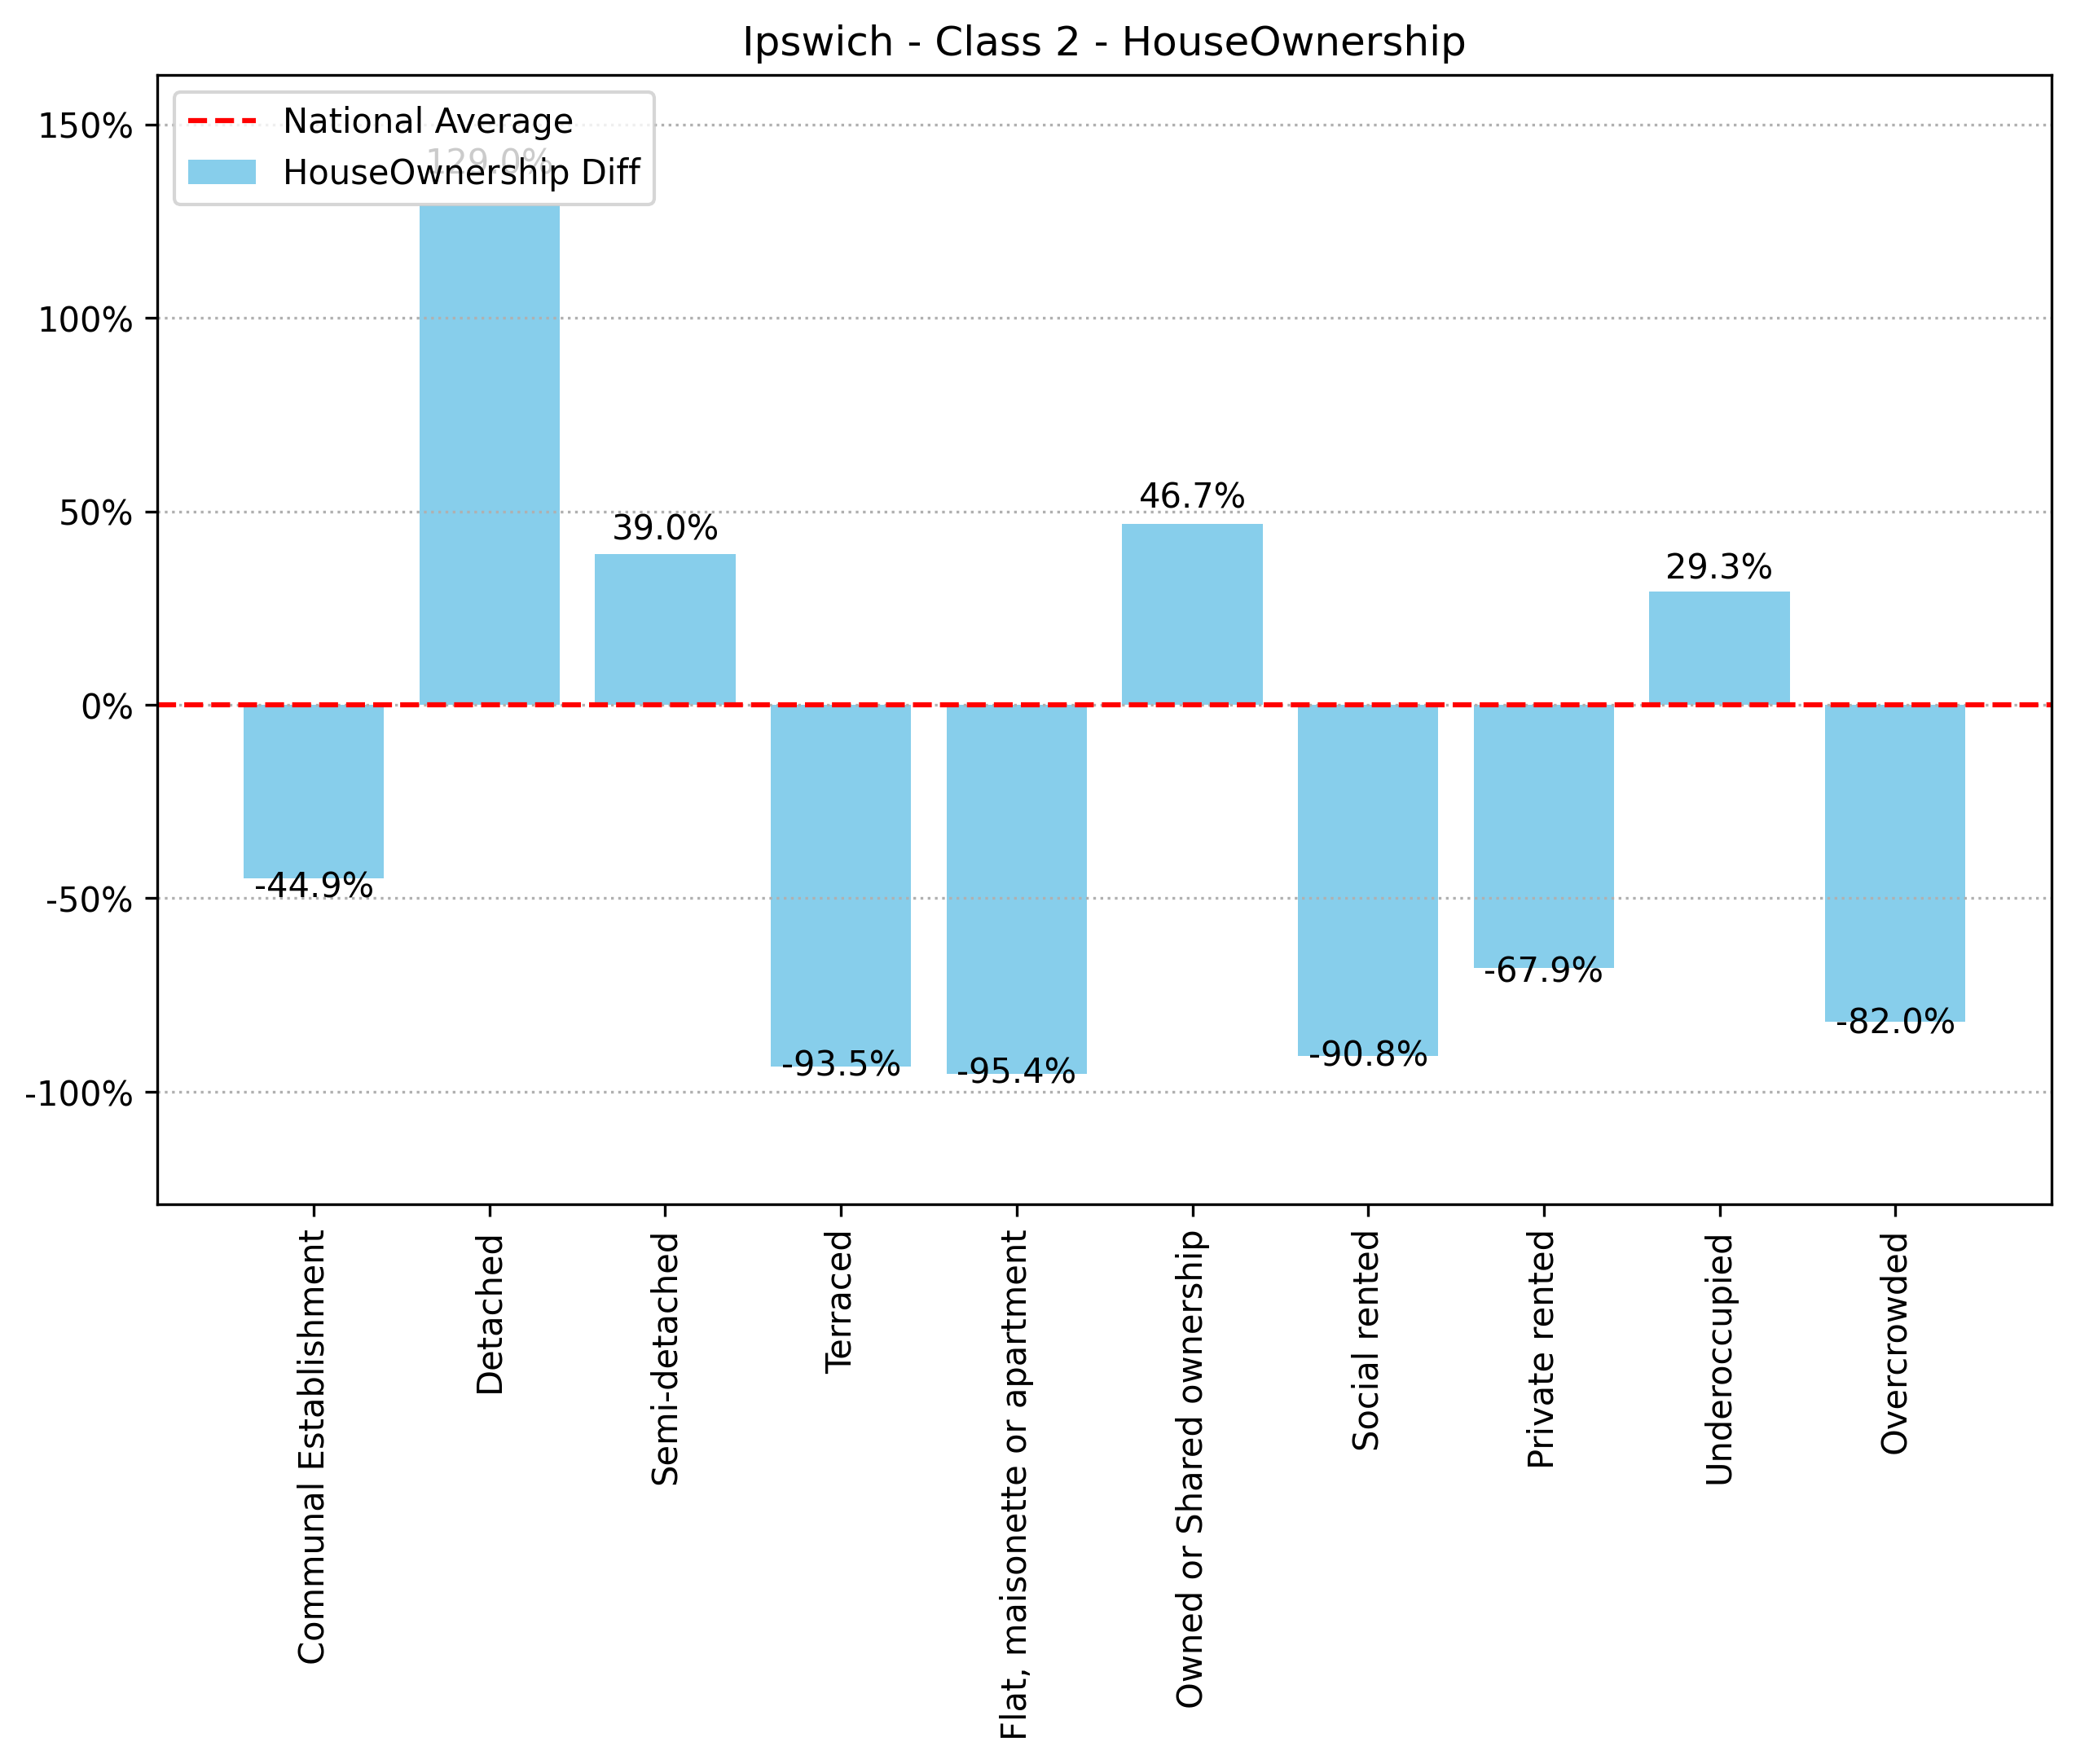 Ipswich - Class 2 - HouseOwnership
National Average
HouseOwnership Diff
150%
100%
50%
0%
-50%
-100%
-44.9%
129.0%
39.0%
-93.5%
-95.4%
46.7%
-90.8%
-67.9%
29.3%
-82.0%
Communal Establishment
Detached
Semi-detached
Terraced
Flat, maisonette or apartment
Owned or Shared ownership
Social rented
Private rented
Underoccupied
Overcrowded